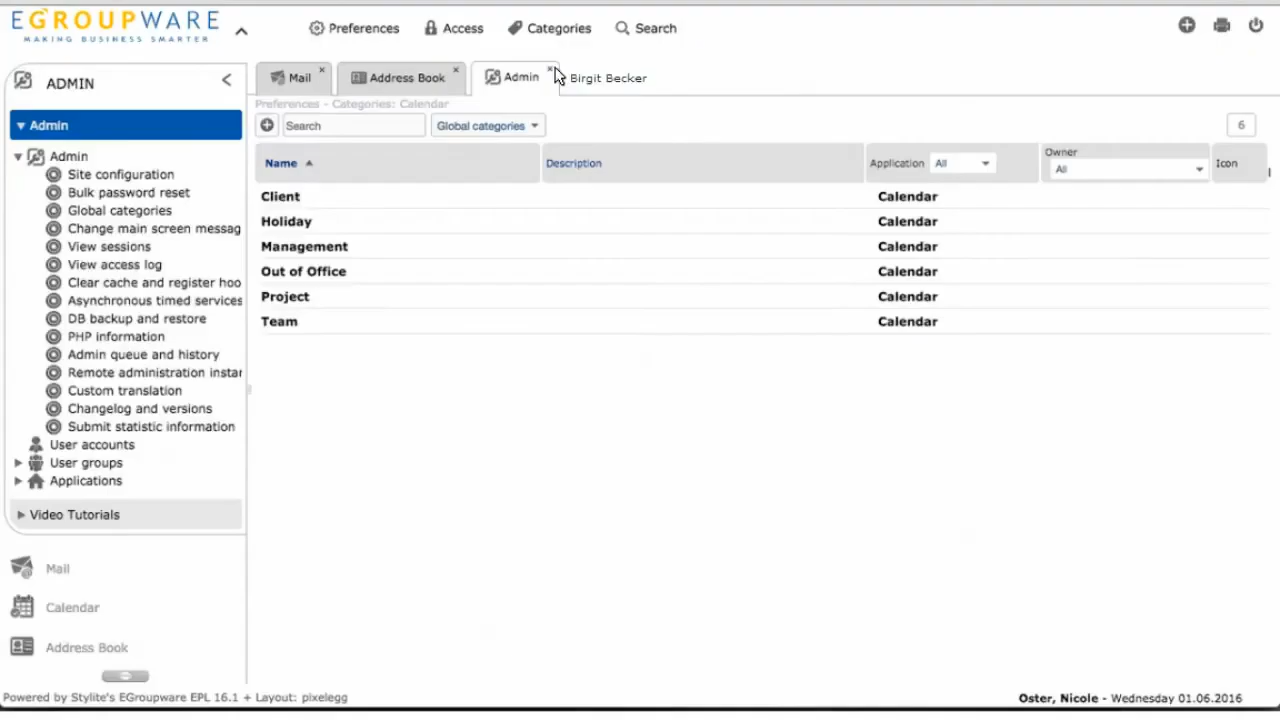 EGROUPWARE
MAKING BUSINESS SMARTER
Preferences
Access
Categories
Search
ADMIN
Mail
Address Book
Admin
Birgit Becker
Preferences - Categories: Calendar
Admin
Search
Global categories
6
Name
Description
Application
All
Owner
All
Icon
Admin
Site configuration
Bulk password reset
Global categories
Change main screen messag
View sessions
View access log
Clear cache and register hoo
Asynchronous timed services
DB backup and restore
PHP information
Admin queue and history
Remote administration instar
Custom translation
Changelog and versions
Submit statistic information
User accounts
User groups
Applications
Video Tutorials
Client Calendar
Holiday Calendar
Management Calendar
Out of Office Calendar
Project Calendar
Team Calendar
Mail
Calendar
Address Book
Powered by Stylite's EGroupware EPL 16.1 + Layout: pixelegg
Oster, Nicole - Wednesday 01.06.2016